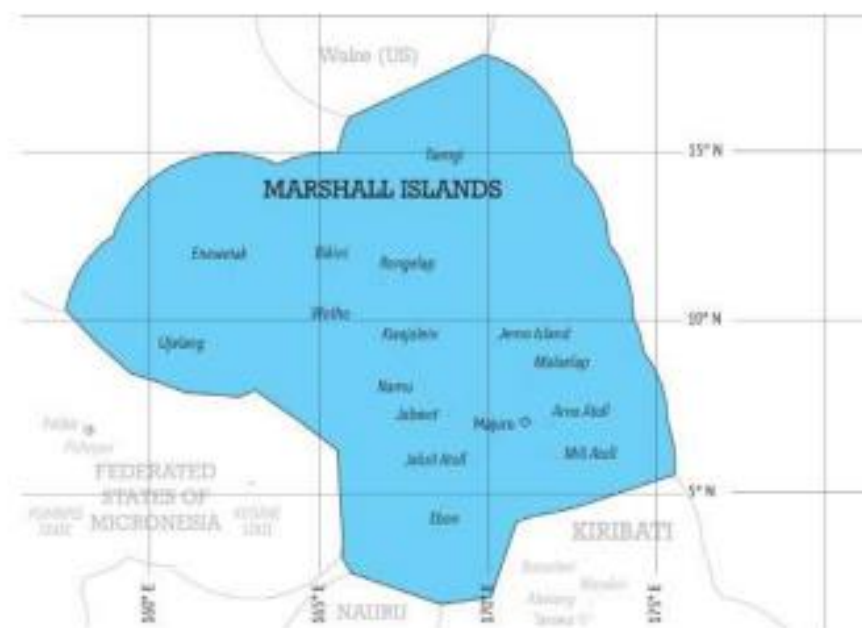 Wake (US)
Taongi
15° N
MARSHALL ISLANDS
Enewetak
Bikini
Rongelap
Wotho
10° N
Ujelang
Kwajalein
Jemo Island
Maloelap
Namu
Jabwot
Arno Atoll
Majuro
Jaluit Atoll
Mili Atoll
FEDERATED
STATES OF
MICRONESIA
5° N
Ebon
KIRIBATI
NAURU
160° E
165° E
170° E
175° E